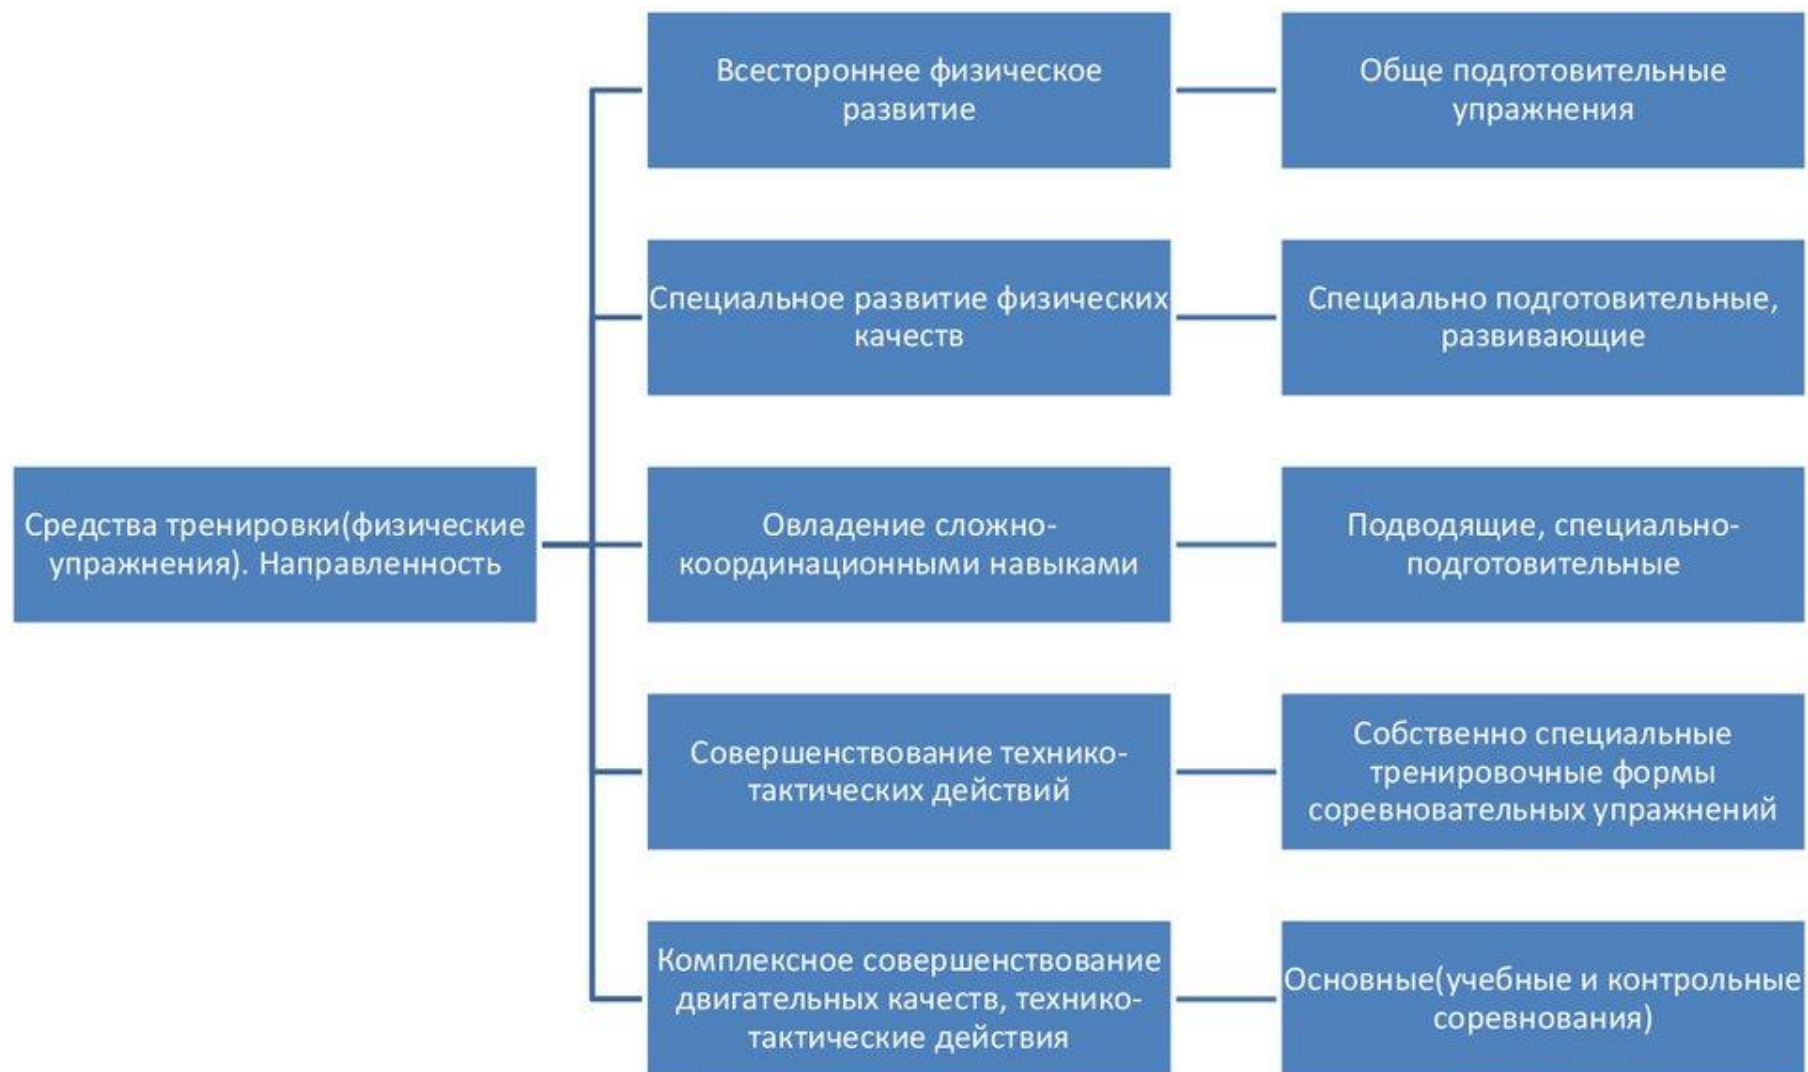 Всестороннее физическое
развитие
Обще подготовительные
упражнения
Специальное развитие физических
качеств
Специально подготовительные,
развивающие
Средства тренировки(физические
упражнения). Направленность
Овладение сложно-
координационными навыками
Подводящие, специально-
подготовительные
Совершенствование технико-
тактических действий
Собственно специальные
тренировочные формы
соревновательных упражнений
Комплексное совершенствование
двигательных качеств, технико-
тактические действия
Основные(учебные и контрольные
соревнования)